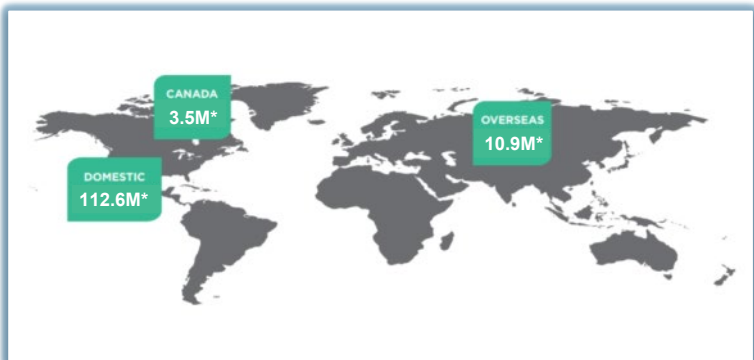 CANADA
3.5M*
OVERSEAS
10.9M*
DOMESTIC
112.6M*